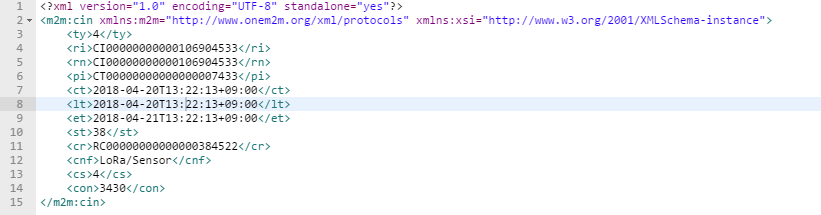 1 <?xml version="1.0" encoding="UTF-8" standalone="yes"?>
2 <m2m:cin xmlns:m2m="http://www.onem2m.org/xml/protocols" xmlns:xsi="http://www.w3.org/2001/XMLSchema-instance">
3 <ty>4</ty>
4 <ri>CI00000000000106904533</ri>
5 <rn>CI00000000000106904533</rn>
6 <pi>CT00000000000000007433</pi>
7 <ct>2018-04-20T13:22:13+09:00</ct>
8 <lt>2018-04-20T13:22:13+09:00</lt>
9 <et>2018-04-21T13:22:13+09:00</et>
10 <st>38</st>
11 <cr>RC00000000000000384522</cr>
12 <cnf>LoRa/Sensor</cnf>
13 <cs>4</cs>
14 <con>3430</con>
15 </m2m:cin>